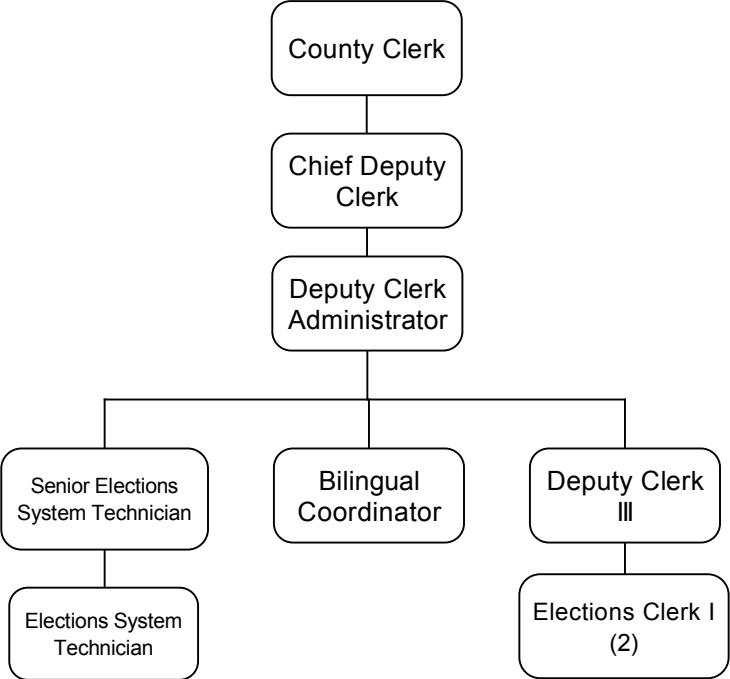 County Clerk
Chief Deputy
Clerk
Deputy Clerk
Administrator
Senior Elections
System Technician
Bilingual
Coordinator
Deputy Clerk
III
Elections System
Technician
Elections Clerk I
(2)